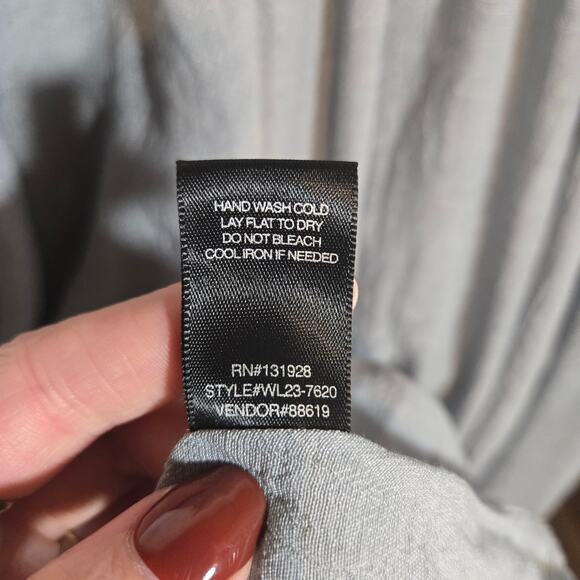 HAND WASH COLD
LAY FLAT TO DRY
DO NOT BLEACH
COOL IRON IF NEEDED
RN#131928
STYLE#WL23-7620
VENDOR#88619